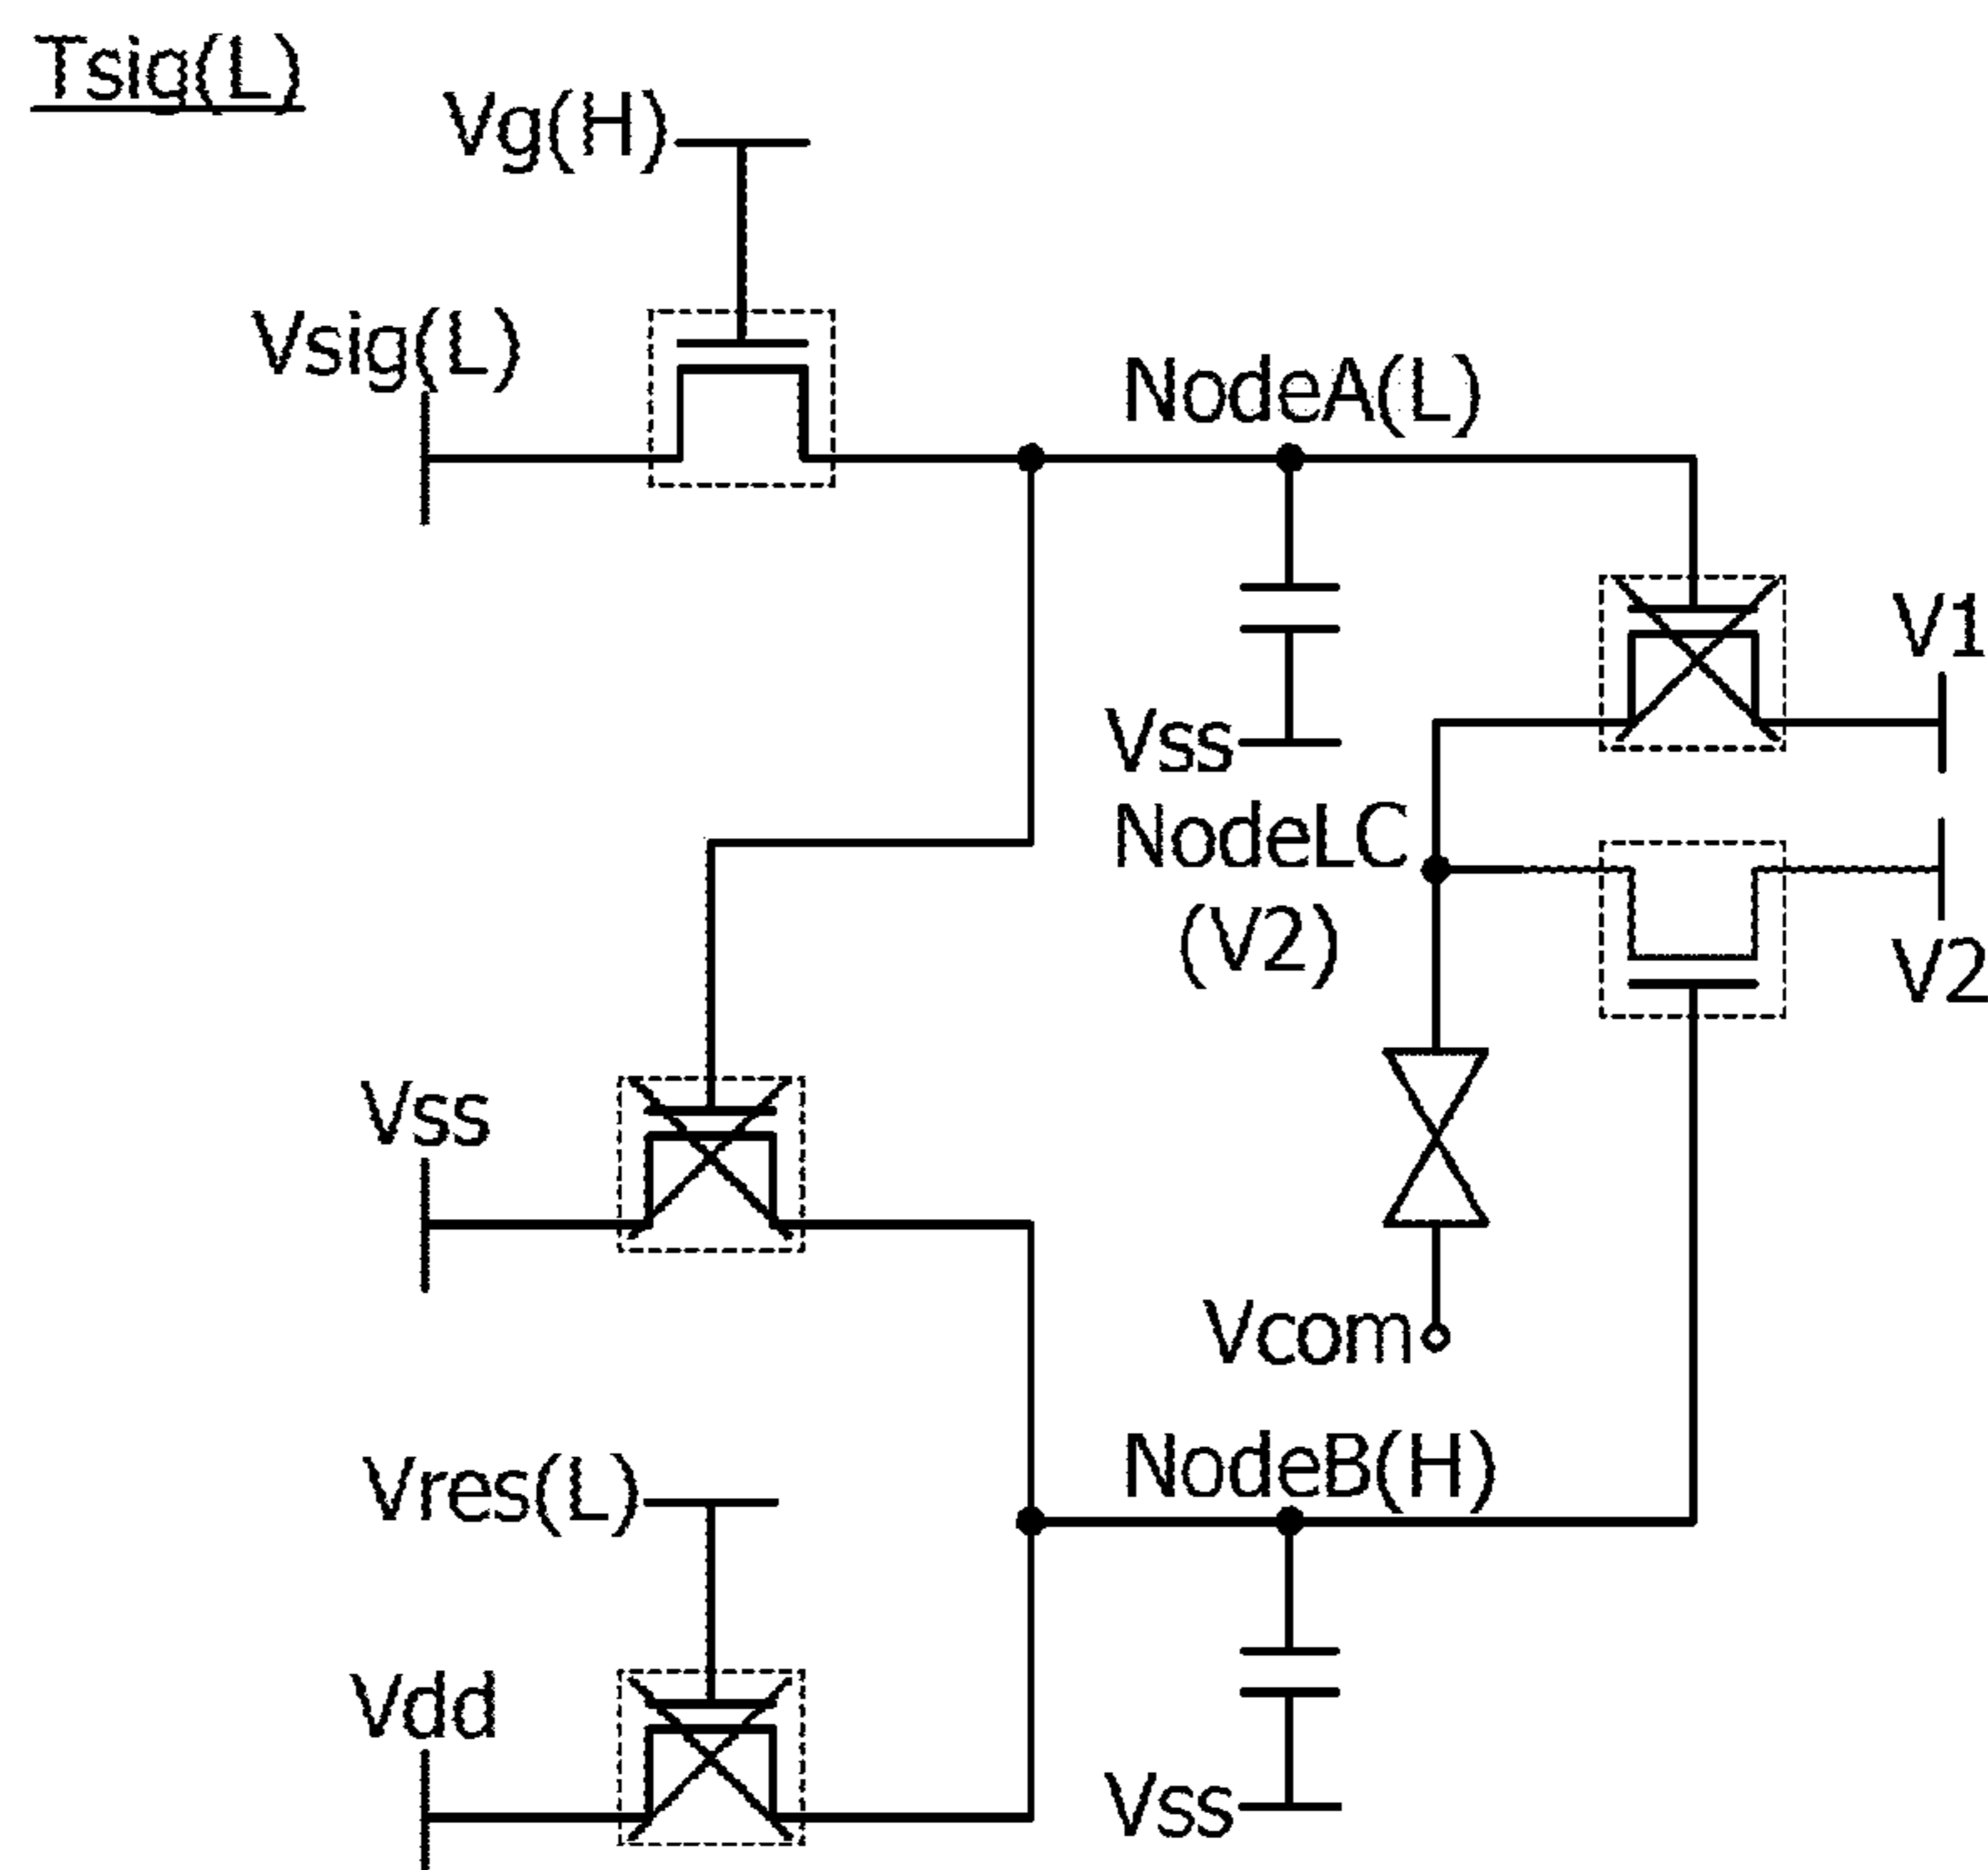 Tsig(L)
Vg(H)
Vsig(L)
NodeA(L)
V1
Vss
NodeLC
(V2)
V2
Vss
Vcom
NodeB(H)
Vres(L)
Vdd
Vss